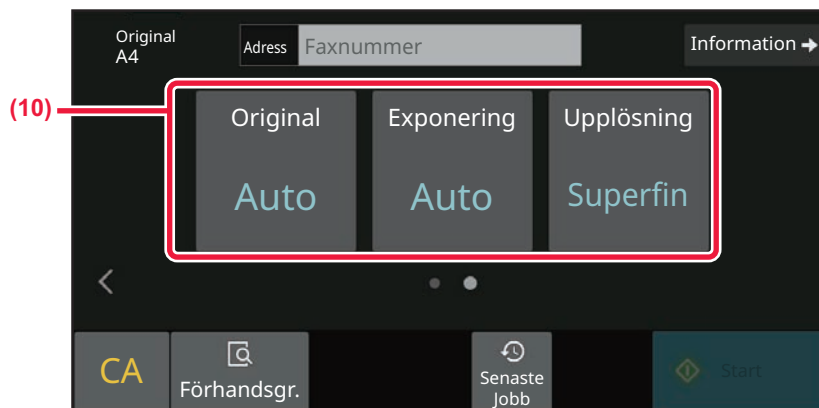 Original
A4
Adress Faxnummer
Information
(10)
Original Exponering Upplösning
Auto Auto Superfin
CA
Förhandsgr.
Senaste
Jobb
Start